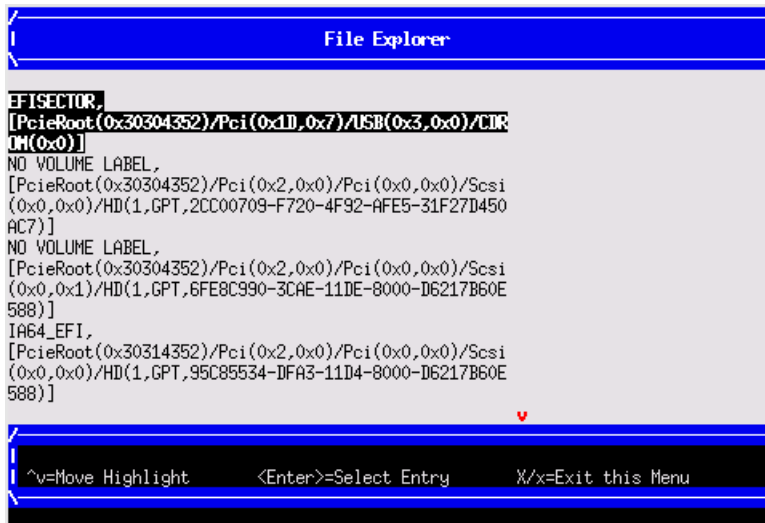 File Explorer
EFISECTOR,
[PcieRoot(0x30304352)/Pci(0x1D,0x7)/USB(0x3,0x0)/CDR
OM(0x0)]
NO VOLUME LABEL,
[PcieRoot(0x30304352)/Pci(0x2,0x0)/Pci(0x0,0x0)/Scsi
(0x0,0x0)/HD(1,GPT,2CC00709-F720-4F92-AFE5-31F27D450
AC7)]
NO VOLUME LABEL,
[PcieRoot(0x30304352)/Pci(0x2,0x0)/Pci(0x0,0x0)/Scsi
(0x0,0x1)/HD(1,GPT,6FE8C990-3CAE-11DE-8000-D6217B60E
588)]
IA64_EFI,
[PcieRoot(0x30314352)/Pci(0x2,0x0)/Pci(0x0,0x0)/Scsi
(0x0,0x0)/HD(1,GPT,95C85534-DFA3-11D4-8000-D6217B60E
588)]
v
^v=Move Highlight <Enter>=Select Entry X/x=Exit this Menu